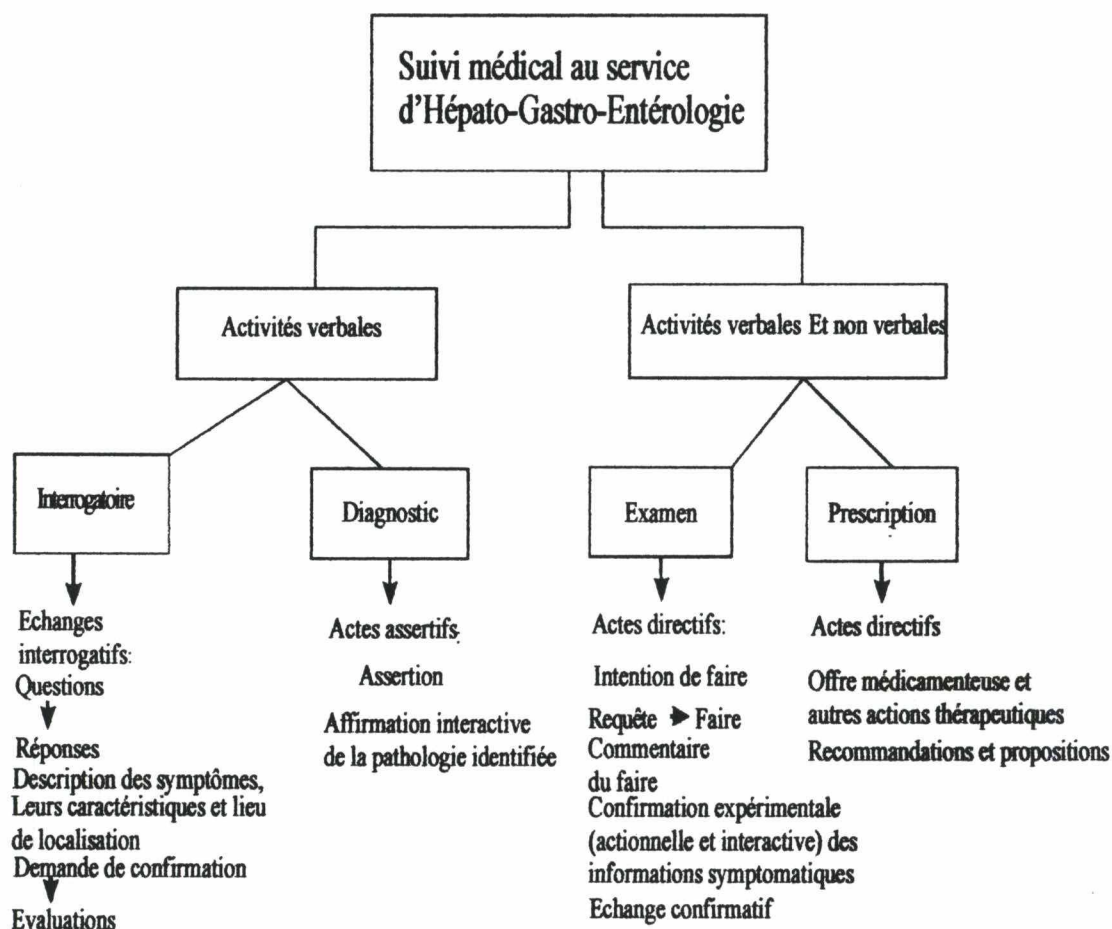 Suivi médical au service
d'Hépato-Gastro-Entérologie
Activités verbales
Activités verbales Et non verbales
Interrogatoire
Diagnostic
Examen
Prescription
Echanges
interrogatifs:
Questions
Réponses
Description des symptômes,
Leurs caractéristiques et lieu
de localisation
Demande de confirmation
Evaluations
Actes assertifs:
Assertion
Affirmation interactive
de la pathologie identifiée
Actes directifs:
Intention de faire
Requête Faire
Commentaire
du faire
Confirmation expérimentale
(actionnelle et interactive) des
informations symptomatiques
Echange confirmatif
Actes directifs
Offre médicamenteuse et
autres actions thérapeutiques
Recommandations et propositions